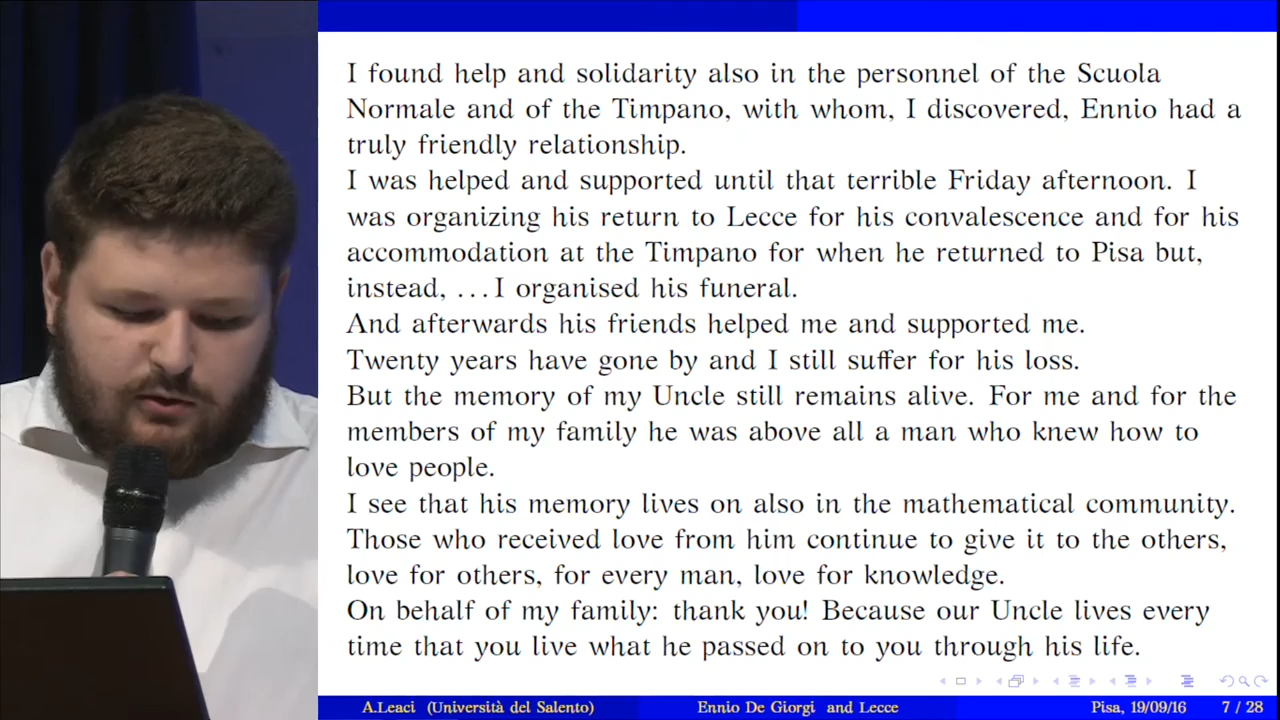 I found help and solidarity also in the personnel of the Scuola
Normale and of the Timpano, with whom, I discovered, Ennio had a
truly friendly relationship.
I was helped and supported until that terrible Friday afternoon. I
was organizing his return to Lecce for his convalescence and for his
accommodation at the Timpano for when he returned to Pisa but,
instead, ...I organised his funeral.
And afterwards his friends helped me and supported me.
Twenty years have gone by and I still suffer for his loss.
But the memory of my Uncle still remains alive. For me and for the
members of my family he was above all a man who knew how to
love people.
I see that his memory lives on also in the mathematical community.
Those who received love from him continue to give it to the others,
love for others, for every man, love for knowledge.
On behalf of my family: thank you! Because our Uncle lives every
time that you live what he passed on to you through his life.
A.Leaci (Università del Salento) Ennio De Giorgi and Lecce Pisa, 19/09/16 7 / 28